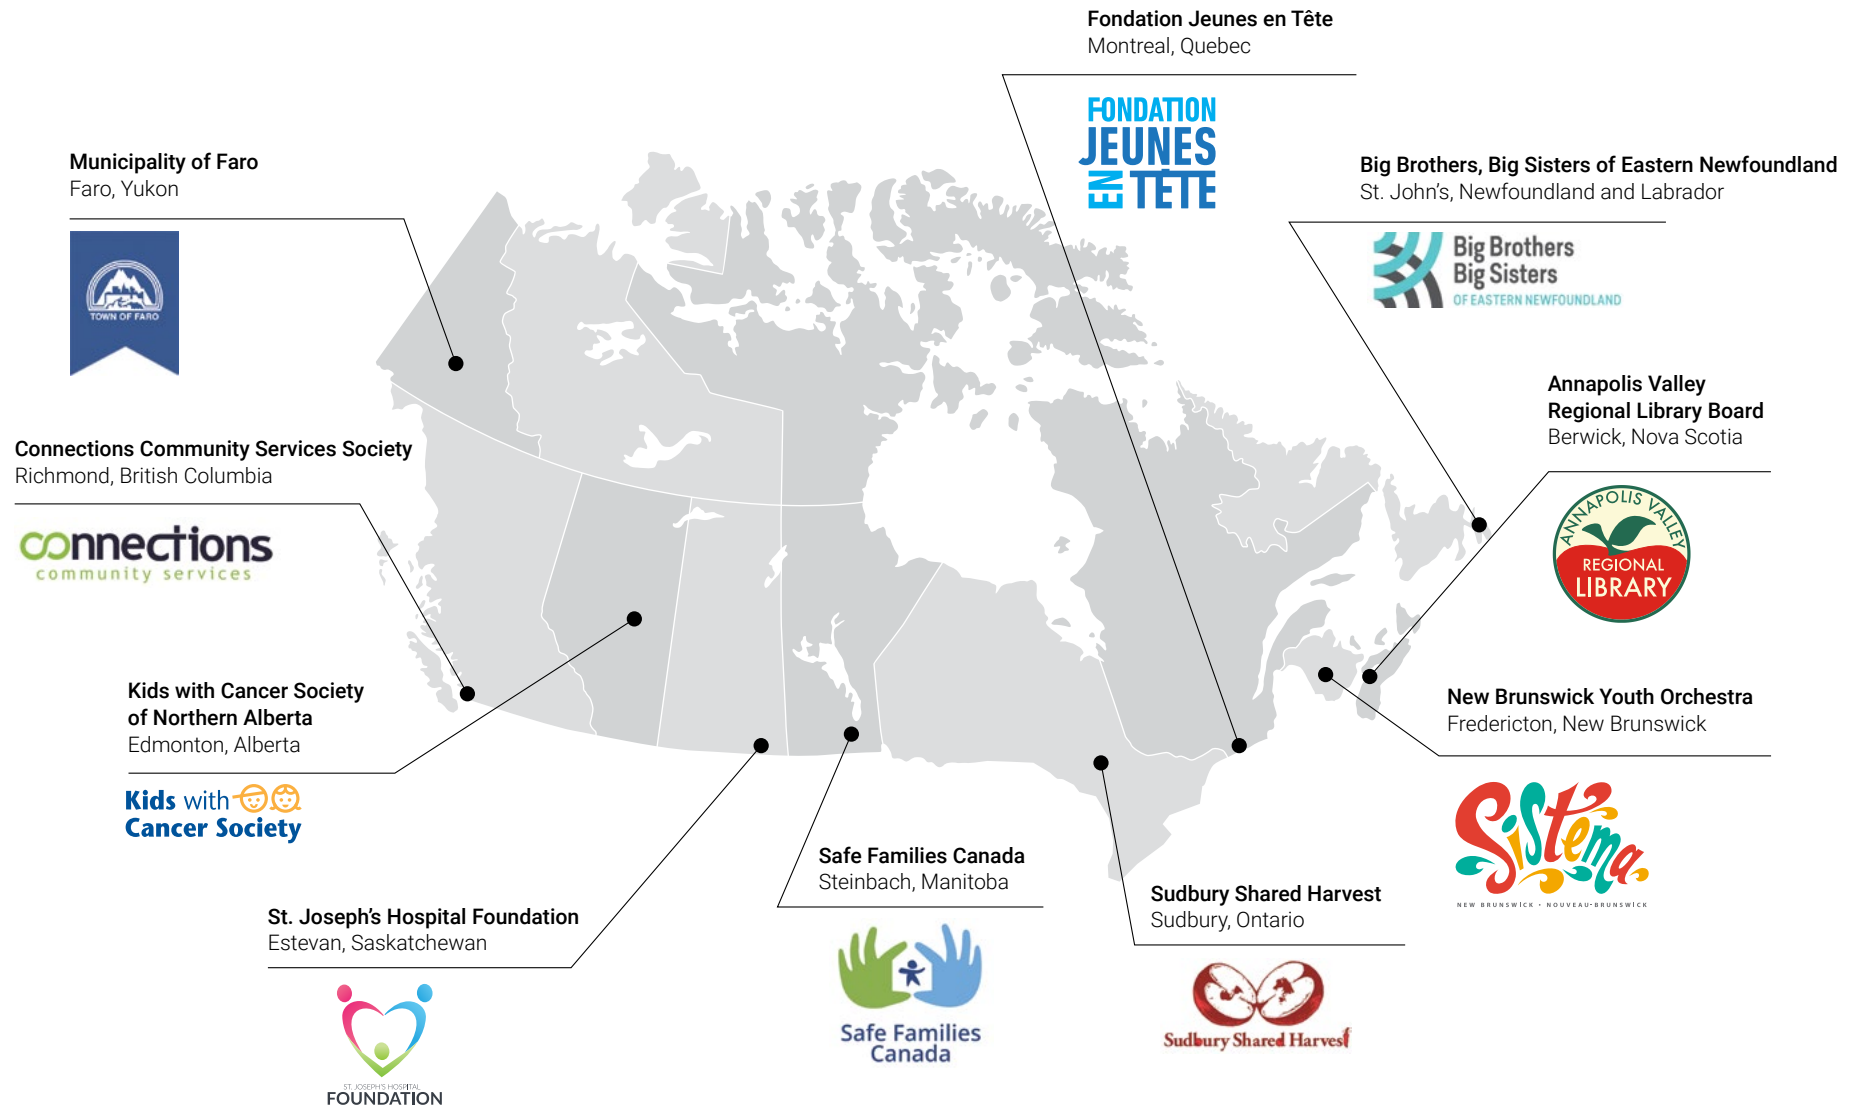 Fondation Jeunes en Tête
Montreal, Quebec
FONDATION
JEUNES
EN TÊTE
Municipality of Faro
Faro, Yukon
TOWN OF FARO
Big Brothers, Big Sisters of Eastern Newfoundland
St. John's, Newfoundland and Labrador
Big Brothers
Big Sisters
OF EASTERN NEWFOUNDLAND
Annapolis Valley
Regional Library Board
Berwick, Nova Scotia
ANNAPOLIS VALLEY
REGIONAL
LIBRARY
Connections Community Services Society
Richmond, British Columbia
connections
community services
Kids with Cancer Society
of Northern Alberta
Edmonton, Alberta
Kids with
Cancer Society
New Brunswick Youth Orchestra
Fredericton, New Brunswick
Sistema
NEW BRUNSWICK • NOUVEAU-BRUNSWICK
St. Joseph's Hospital Foundation
Estevan, Saskatchewan
ST. JOSEPH'S HOSPITAL
FOUNDATION
Safe Families Canada
Steinbach, Manitoba
Safe Families
Canada
Sudbury Shared Harvest
Sudbury, Ontario
Sudbury Shared Harvest